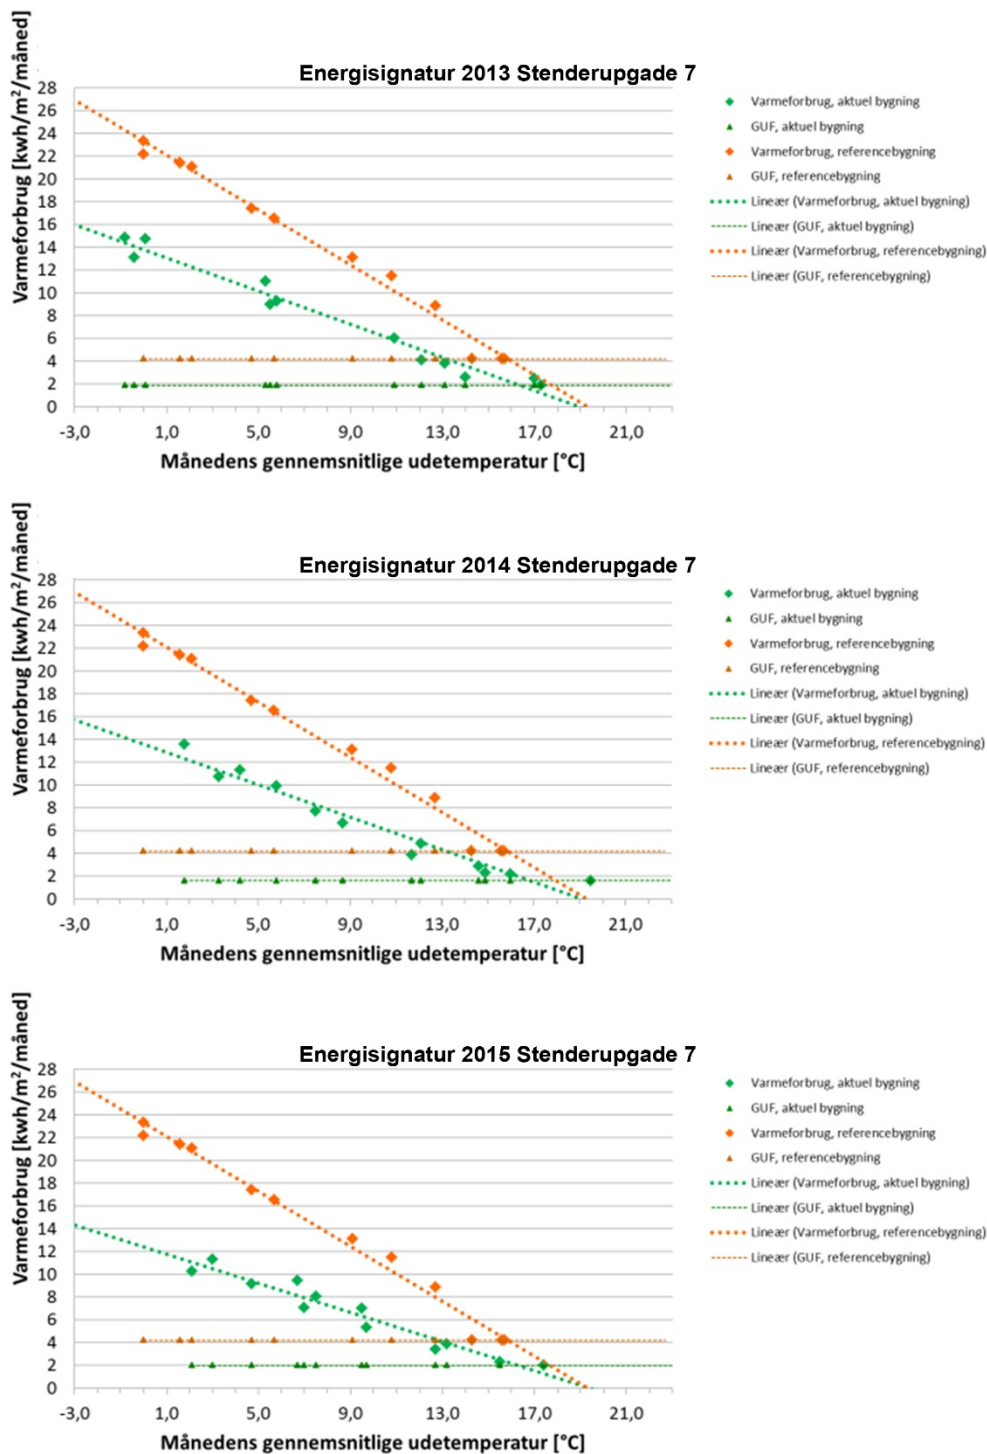 Energisignatur 2013 Stenderupgade 7
Varmeforbrug [kwh/m²/måned]
28
26
24
22
20
18
16
14
12
10
8
6
4
2
0
-3,0 1,0 5,0 9,0 13,0 17,0 21,0
Månedens gennemsnitlige udetemperatur [°C]
Varmeforbrug, aktuel bygning
GUF, aktuel bygning
Varmeforbrug, referencebygning
GUF, referencebygning
Lineær (Varmeforbrug, aktuel bygning)
Lineær (GUF, aktuel bygning)
Lineær (Varmeforbrug, referencebygning)
Lineær (GUF, referencebygning)
Energisignatur 2014 Stenderupgade 7
Varmeforbrug [kwh/m²/måned]
28
26
24
22
20
18
16
14
12
10
8
6
4
2
0
-3,0 1,0 5,0 9,0 13,0 17,0 21,0
Månedens gennemsnitlige udetemperatur [°C]
Varmeforbrug, aktuel bygning
GUF, aktuel bygning
Varmeforbrug, referencebygning
GUF, referencebygning
Lineær (Varmeforbrug, aktuel bygning)
Lineær (GUF, aktuel bygning)
Lineær (Varmeforbrug, referencebygning)
Lineær (GUF, referencebygning)
Energisignatur 2015 Stenderupgade 7
Varmeforbrug [kwh/m²/måned]
28
26
24
22
20
18
16
14
12
10
8
6
4
2
0
-3,0 1,0 5,0 9,0 13,0 17,0 21,0
Månedens gennemsnitlige udetemperatur [°C]
Varmeforbrug, aktuel bygning
GUF, aktuel bygning
Varmeforbrug, referencebygning
GUF, referencebygning
Lineær (Varmeforbrug, aktuel bygning)
Lineær (GUF, aktuel bygning)
Lineær (Varmeforbrug, referencebygning)
Lineær (GUF, referencebygning)